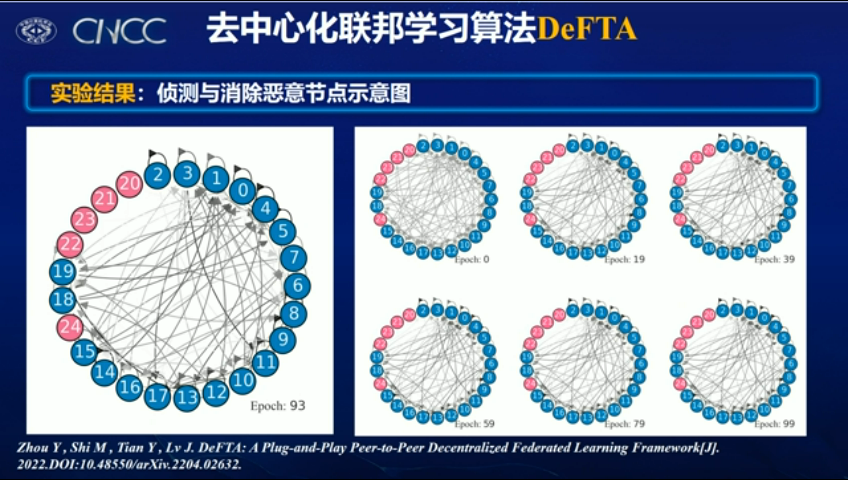 CNCC
去中心化联邦学习算法DeFTA
实验结果：侦测与消除恶意节点示意图
2
3
1
0
4
5
7
6
8
9
11
10
12
13
17
16
14
15
24
18
19
22
23
21
20
Epoch: 93
Epoch: 0
Epoch: 19
Epoch: 39
Epoch: 59
Epoch: 79
Epoch: 99
Zhou Y , Shi M , Tian Y , Lv J. DeFTA: A Plug-and-Play Peer-to-Peer Decentralized Federated Learning Framework[J].
2022.DOI:10.48550/arXiv.2204.02632.